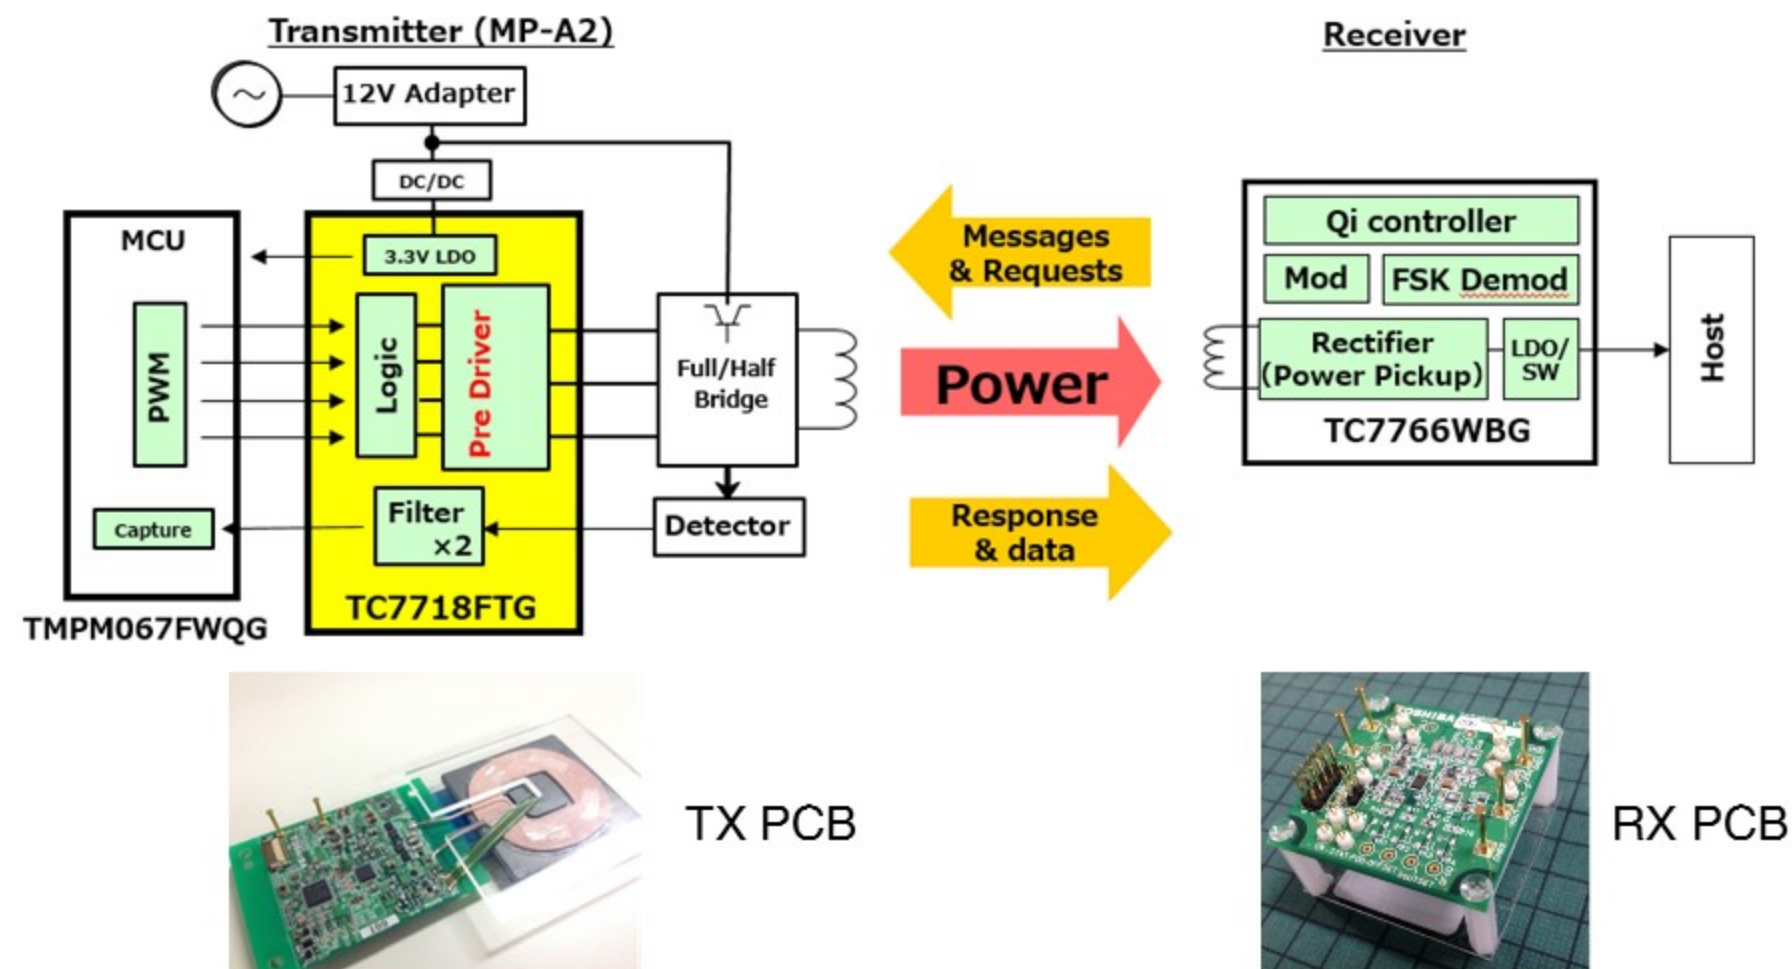 Transmitter (MP-A2)
Receiver
12V Adapter
DC/DC
MCU
3.3V LDO
PWM
Logic
Pre Driver
Full/Half
Bridge
Capture
Filter
×2
Detector
TC7718FTG
TMPM067FWQG
Messages
& Requests
Power
Response
& data
Qi controller
Mod
FSK Demod
Rectifier
(Power Pickup)
LDO/
SW
TC7766WBG
Host
TX PCB
TOSHIBA
RX PCB